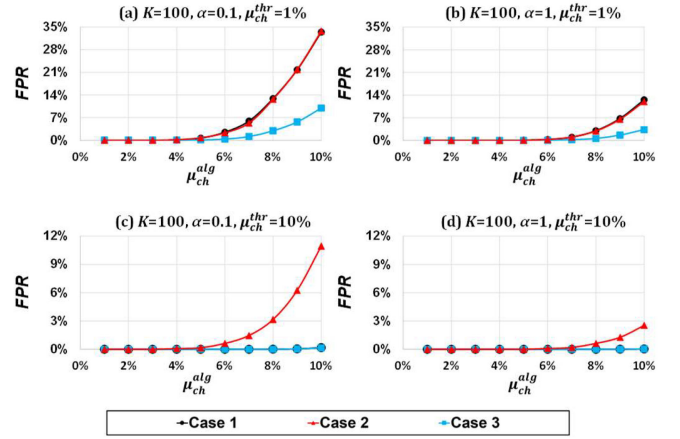 (a) K=100, α=0.1, μ_ch^thr=1%
(b) K=100, α=1, μ_ch^thr=1%
35%
28%
21%
14%
7%
0%
FPR
0% 2% 4% 6% 8% 10%
μ_ch^alg
35%
28%
21%
14%
7%
0%
FPR
0% 2% 4% 6% 8% 10%
μ_ch^alg
(c) K=100, α=0.1, μ_ch^thr=10%
(d) K=100, α=1, μ_ch^thr=10%
12%
9%
6%
3%
0%
FPR
0% 2% 4% 6% 8% 10%
μ_ch^alg
12%
9%
6%
3%
0%
FPR
0% 2% 4% 6% 8% 10%
μ_ch^alg
Case 1 Case 2 Case 3